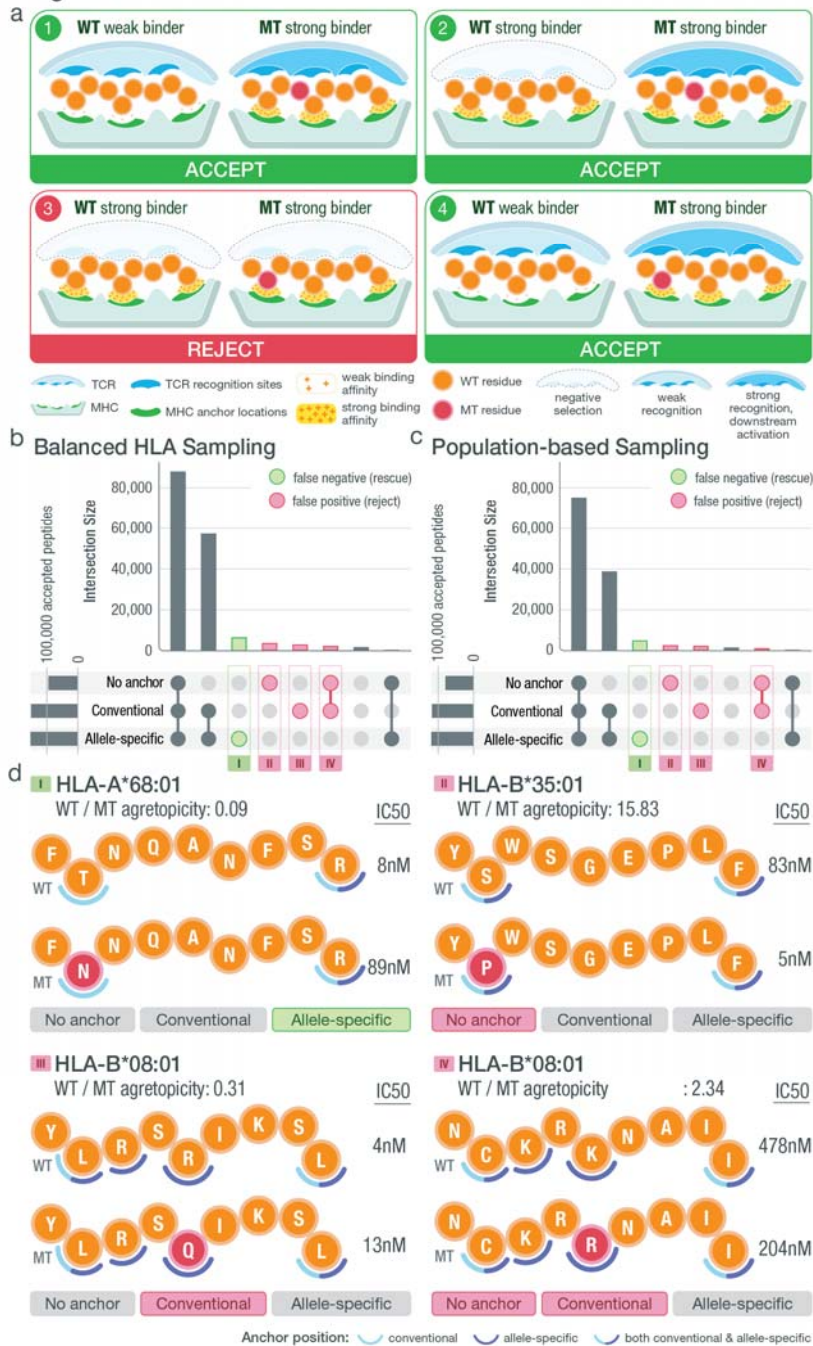 a
1 WT weak binder MT strong binder
ACCEPT
2 WT strong binder MT strong binder
ACCEPT
3 WT strong binder MT strong binder
REJECT
4 WT weak binder MT strong binder
ACCEPT
TCR
MHC
TCR recognition sites
MHC anchor locations
weak binding
affinity
strong binding
affinity
WT residue
MT residue
negative
selection
weak
recognition
strong
recognition,
downstream
activation
b Balanced HLA Sampling
100,000 accepted peptides
0
Intersection Size
80,000
60,000
40,000
20,000
0
false negative (rescue)
false positive (reject)
No anchor
Conventional
Allele-specific
I II III IV
c Population-based Sampling
100,000 accepted peptides
0
Intersection Size
80,000
60,000
40,000
20,000
0
false negative (rescue)
false positive (reject)
No anchor
Conventional
Allele-specific
I II III IV
d
I HLA-A*68:01
WT / MT agretopicity: 0.09 IC50
WT F T N Q A N F S R 8nM
MT F N N Q A N F S R 89nM
No anchor Conventional Allele-specific
II HLA-B*35:01
WT / MT agretopicity: 15.83 IC50
WT Y S W S G E P L F 83nM
MT Y P W S G E P L F 5nM
No anchor Conventional Allele-specific
III HLA-B*08:01
WT / MT agretopicity: 0.31 IC50
WT Y L R S R I K S L 4nM
MT Y L R S Q I K S L 13nM
No anchor Conventional Allele-specific
IV HLA-B*08:01
WT / MT agretopicity : 2.34 IC50
WT N C K R K N A I I 478nM
MT N C K R R N A I I 204nM
No anchor Conventional Allele-specific
Anchor position: conventional allele-specific both conventional & allele-specific